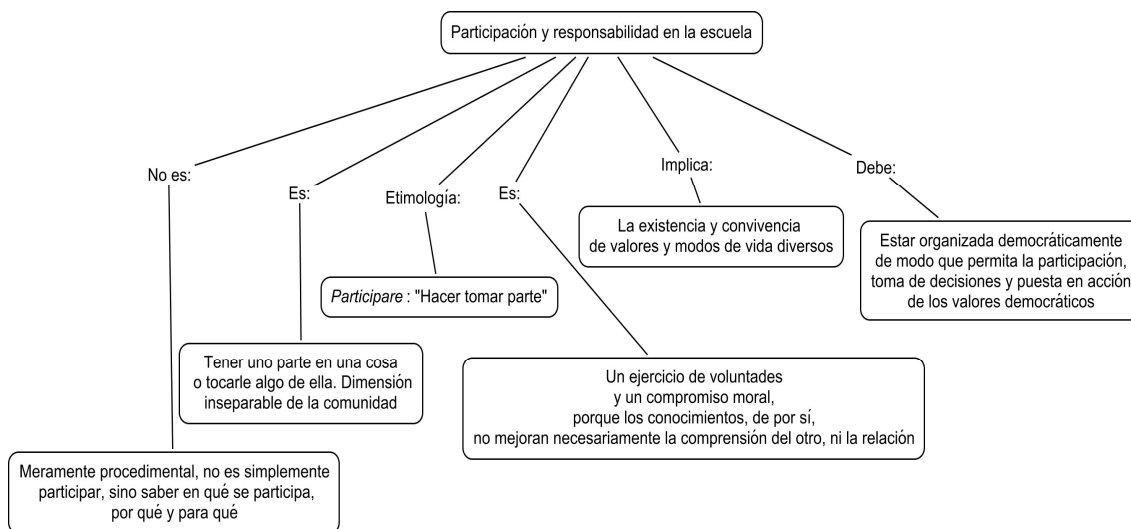 Participación y responsabilidad en la escuela
No es:
Es:
Etimología:
Es:
Implica:
Debe:
Meramente procedimental, no es simplemente
participar, sino saber en qué se participa,
por qué y para qué
Tener uno parte en una cosa
o tocarle algo de ella. Dimensión
inseparable de la comunidad
Participare : "Hacer tomar parte"
Un ejercicio de voluntades
y un compromiso moral,
porque los conocimientos, de por sí,
no mejoran necesariamente la comprensión del otro, ni la relación
La existencia y convivencia
de valores y modos de vida diversos
Estar organizada democráticamente
de modo que permita la participación,
toma de decisiones y puesta en acción
de los valores democráticos